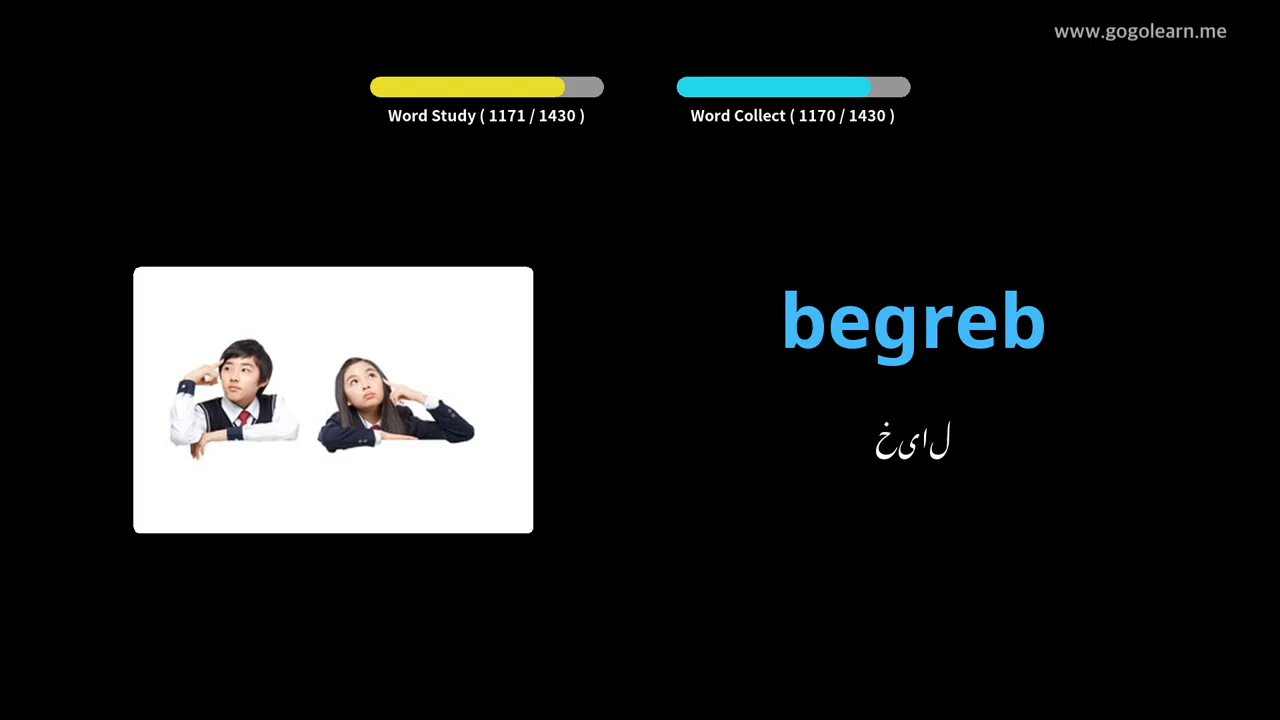 www.gogolearn.me
Word Study ( 1171 / 1430 )
Word Collect ( 1170 / 1430 )
begreb
خیال